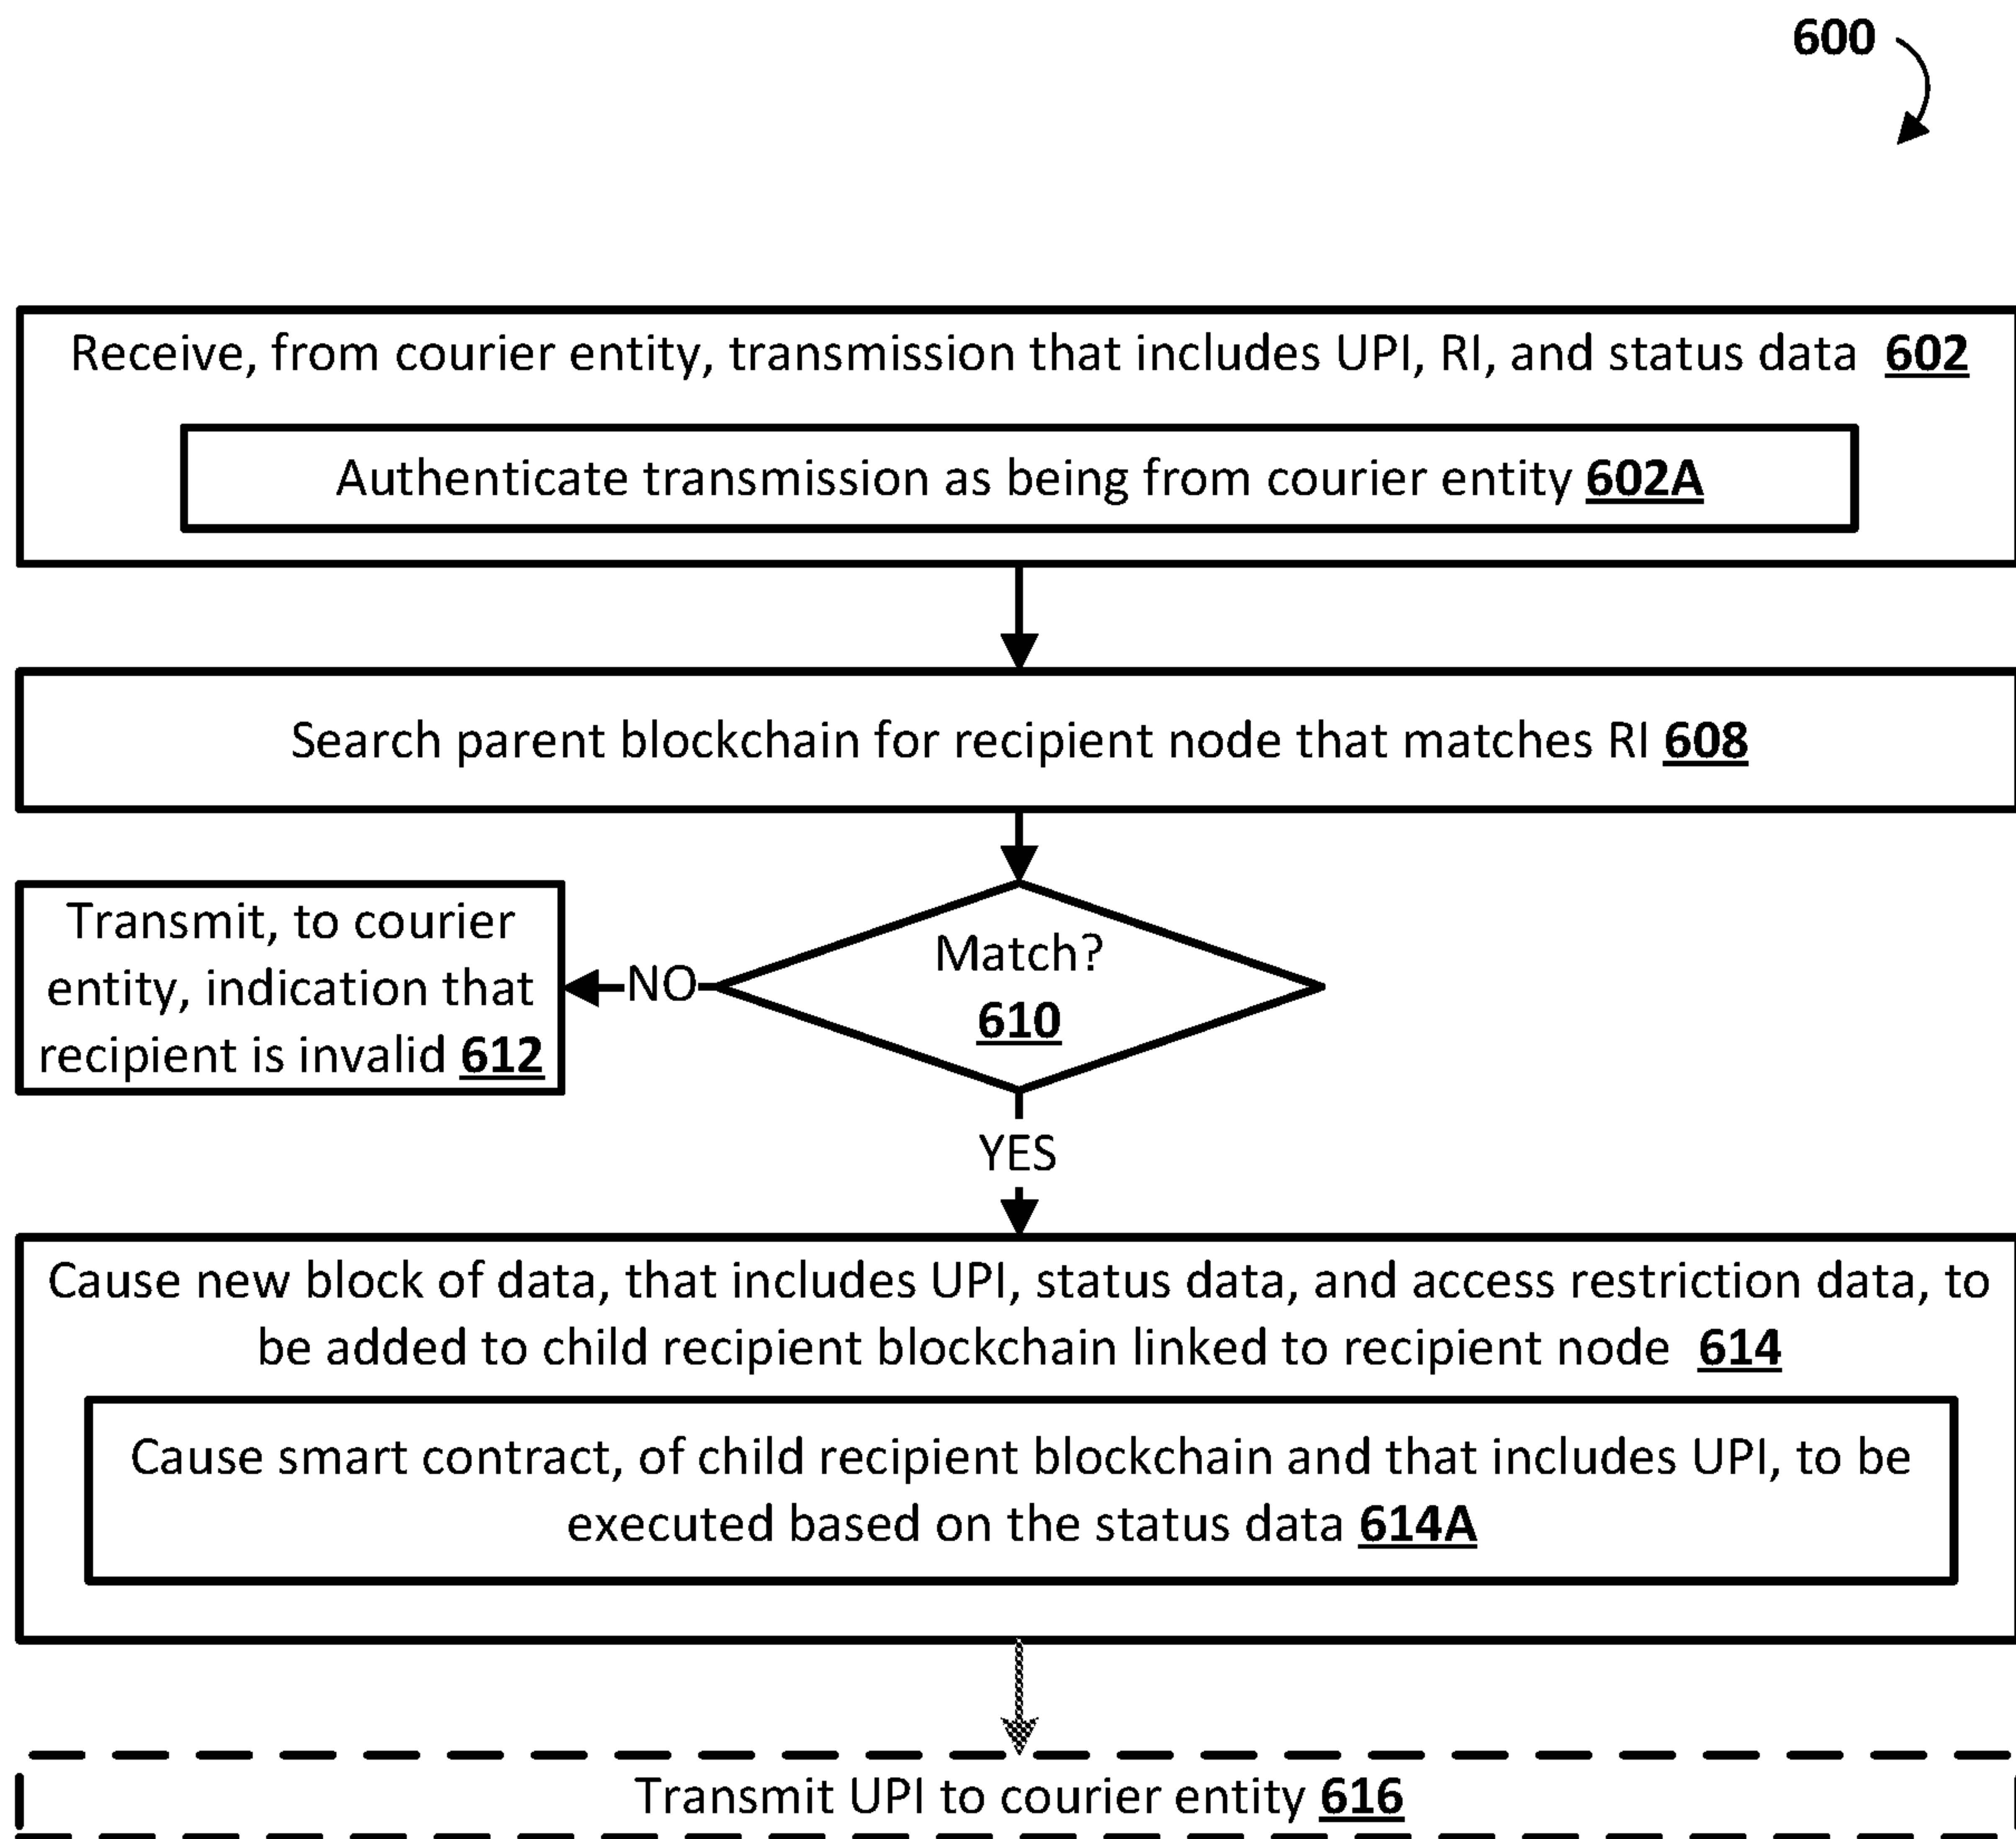 600
Receive, from courier entity, transmission that includes UPI, RI, and status data 602
Authenticate transmission as being from courier entity 602A
Search parent blockchain for recipient node that matches RI 608
Transmit, to courier
entity, indication that
recipient is invalid 612
NO
Match?
610
YES
Cause new block of data, that includes UPI, status data, and access restriction data, to
be added to child recipient blockchain linked to recipient node 614
Cause smart contract, of child recipient blockchain and that includes UPI, to be
executed based on the status data 614A
Transmit UPI to courier entity 616